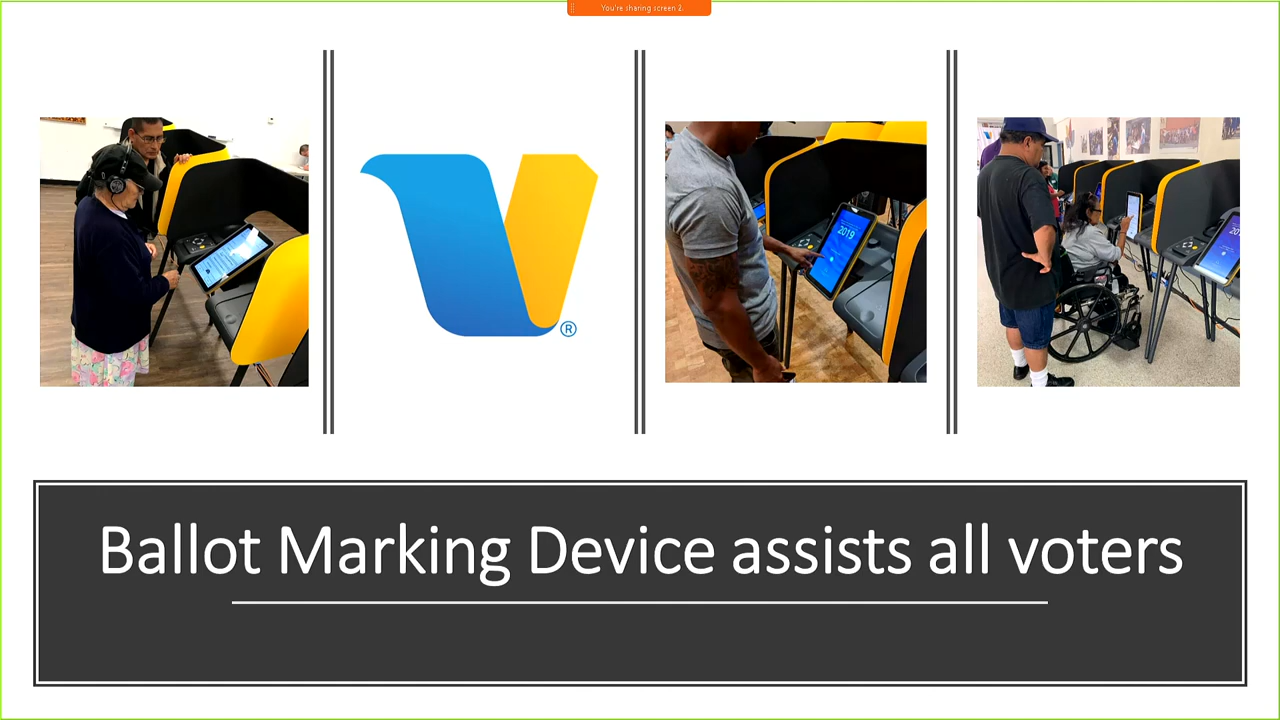 You're sharing screen 2.
®
2019
Ballot Marking Device assists all voters